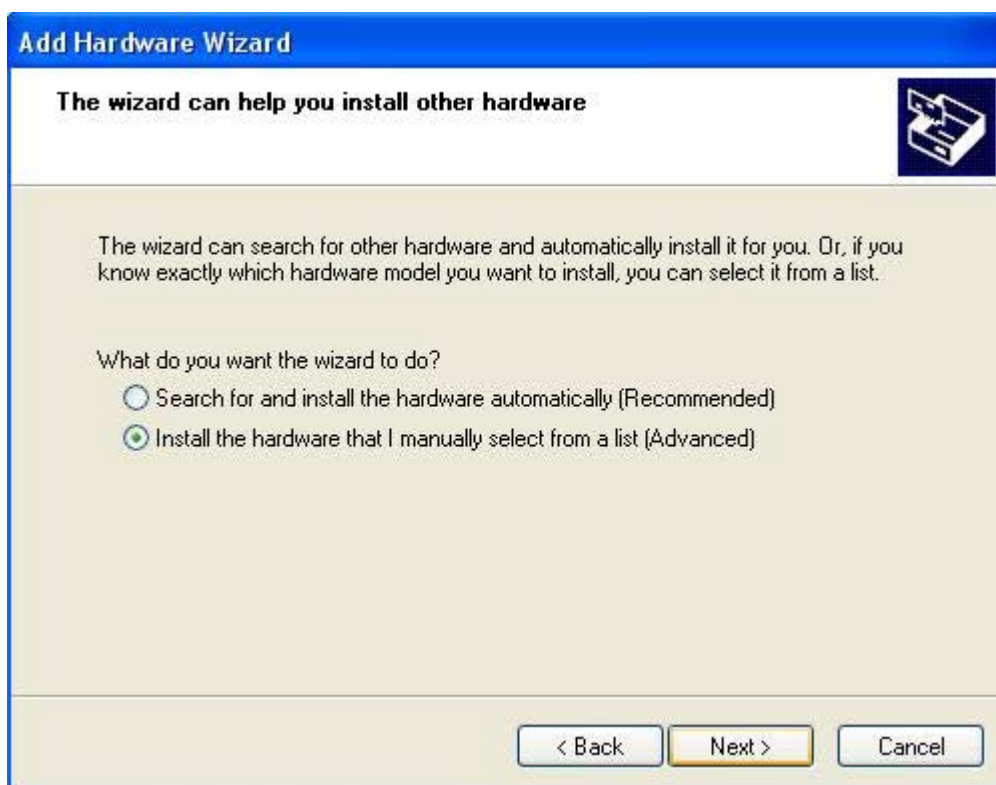 Add Hardware Wizard
The wizard can help you install other hardware
The wizard can search for other hardware and automatically install it for you. Or, if you
know exactly which hardware model you want to install, you can select it from a list.
What do you want the wizard to do?
Search for and install the hardware automatically (Recommended)
Install the hardware that I manually select from a list (Advanced)
< Back Next > Cancel